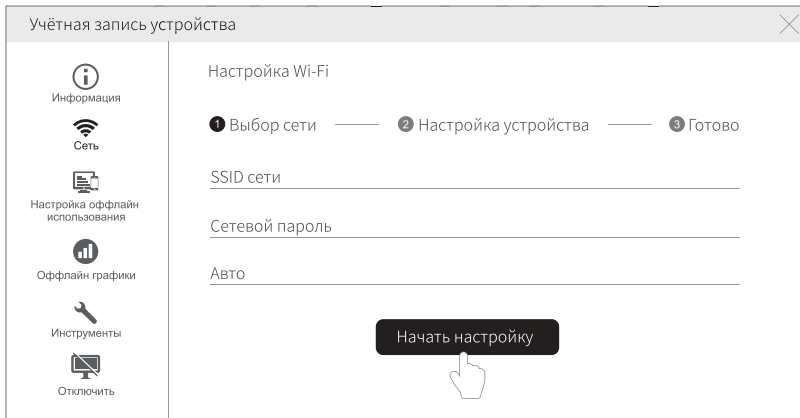 Учётная запись устройства
Информация
Сеть
Настройка оффлайн
использования
Оффлайн графики
Инструменты
Отключить
Настройка Wi-Fi
1 Выбор сети
2 Настройка устройства
3 Готово
SSID сети
Сетевой пароль
Авто
Начать настройку